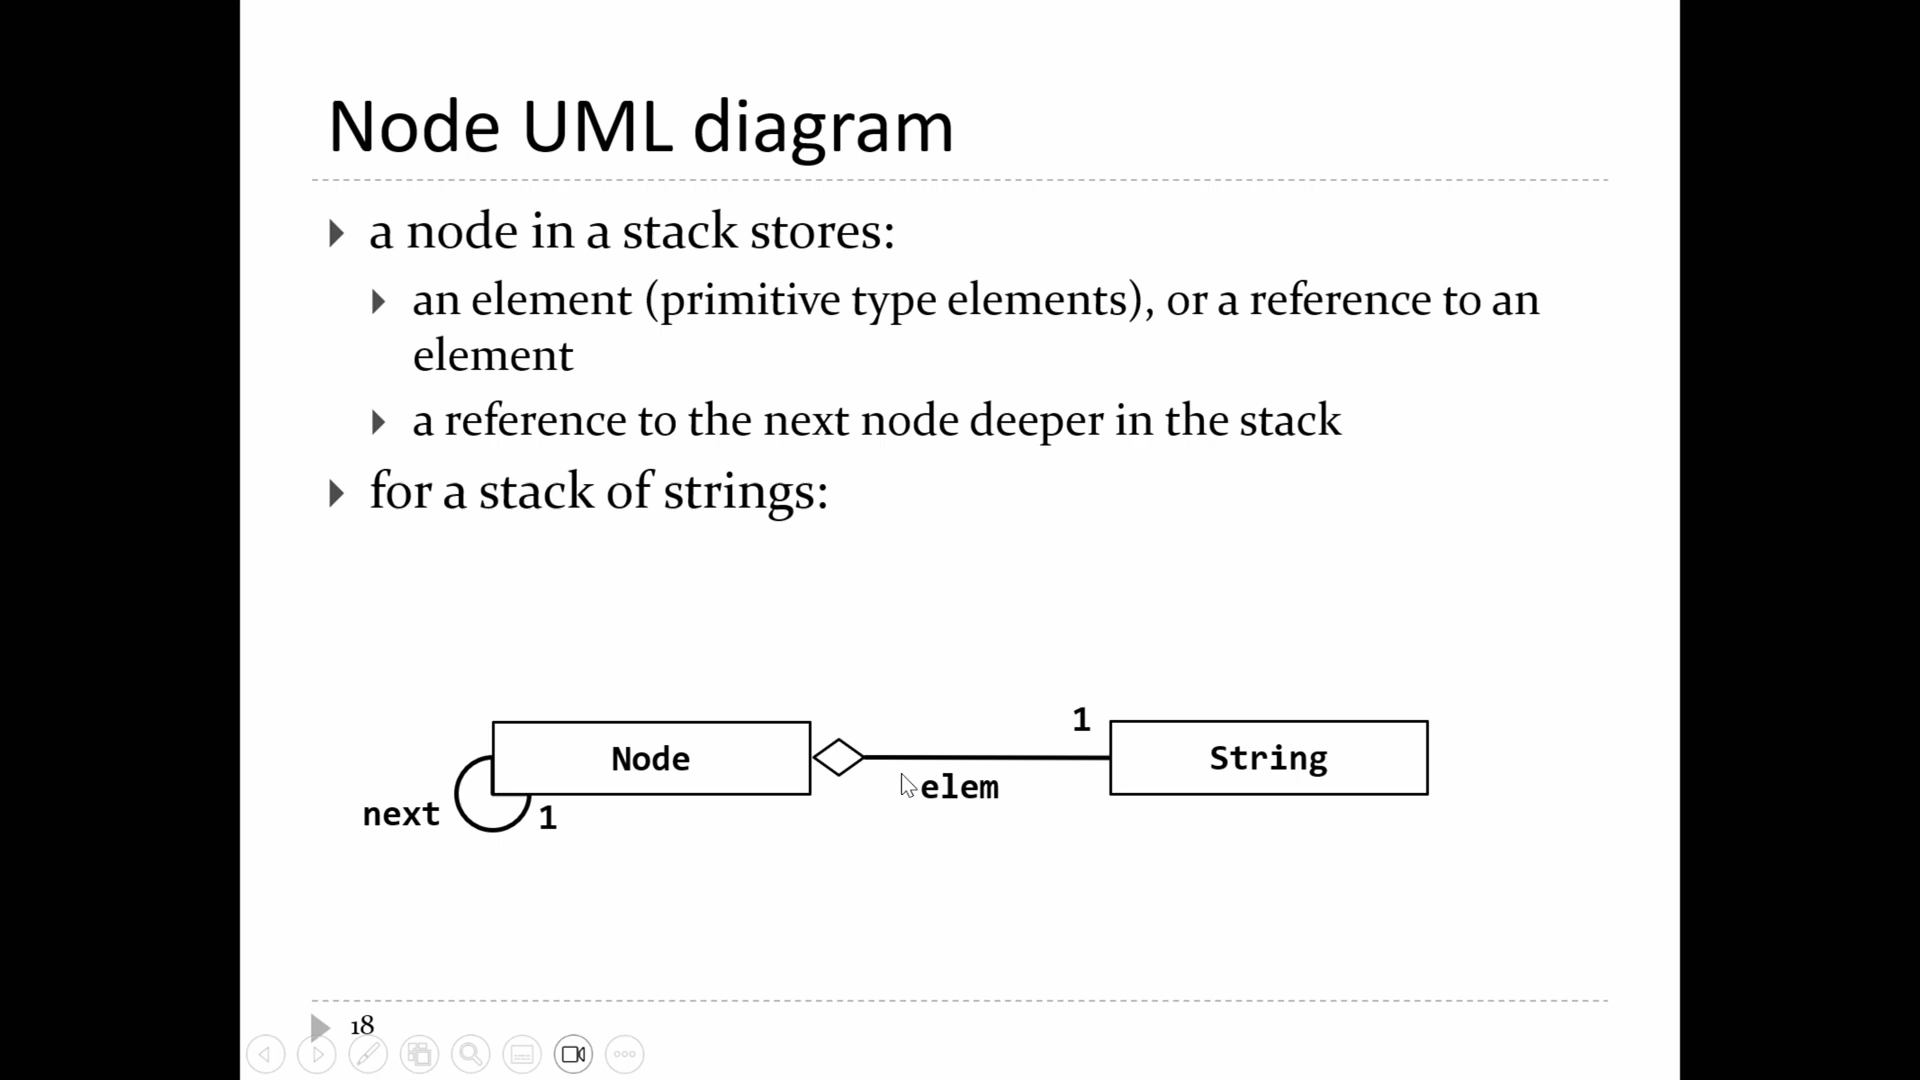 Node UML diagram
a node in a stack stores:
an element (primitive type elements), or a reference to an
element
a reference to the next node deeper in the stack
for a stack of strings:
1
Node
String
elem
next
1
18